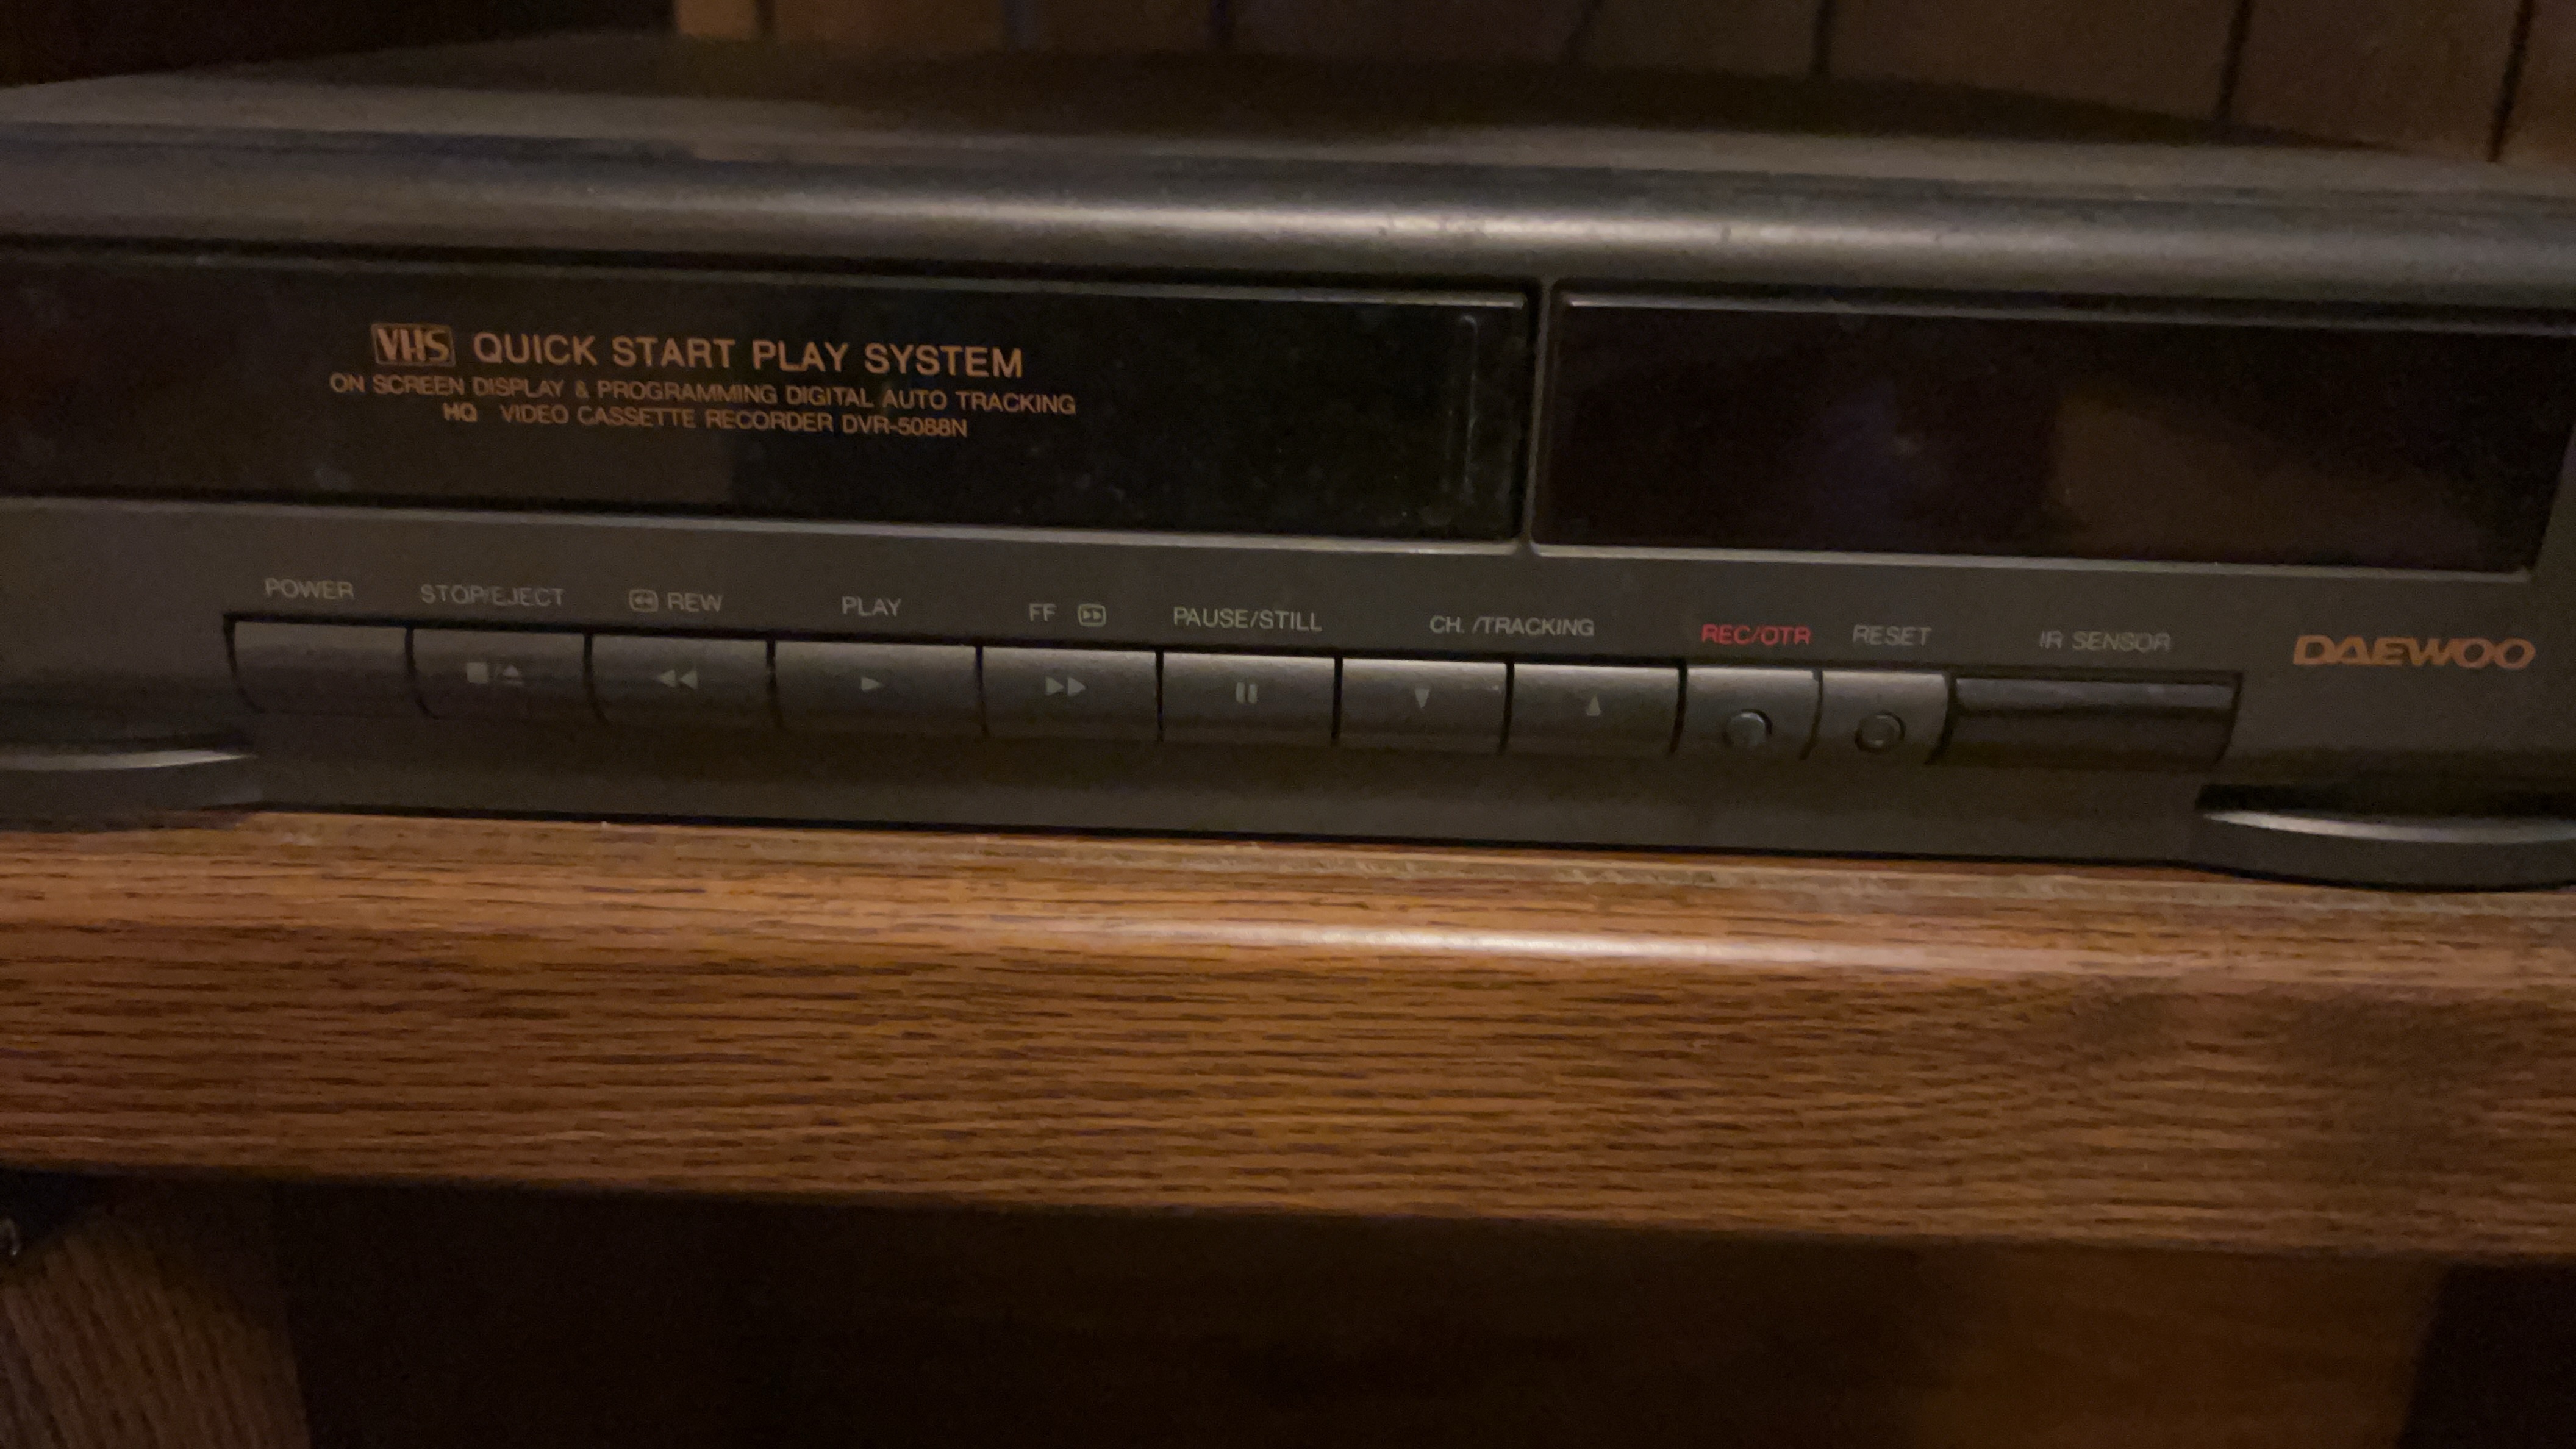 VHS QUICK START PLAY SYSTEM
ON SCREEN DISPLAY & PROGRAMMING DIGITAL AUTO TRACKING
HQ VIDEO CASSETTE RECORDER DVR-5088N
POWER STOP/EJECT REW PLAY FF PAUSE/STILL CH. /TRACKING REC/OTR RESET IR SENSOR
DAEWOO